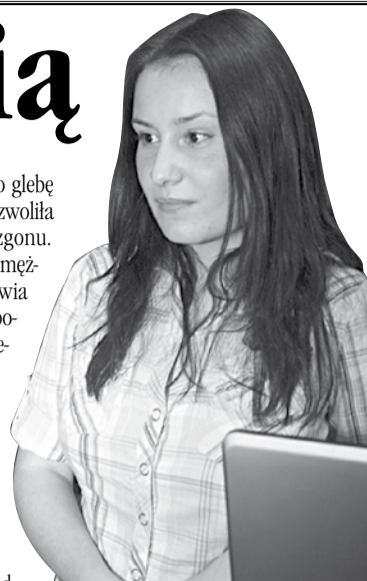 ią
o glebę
zwoliła
zgonu.
męż-
wia
po-
e-
d